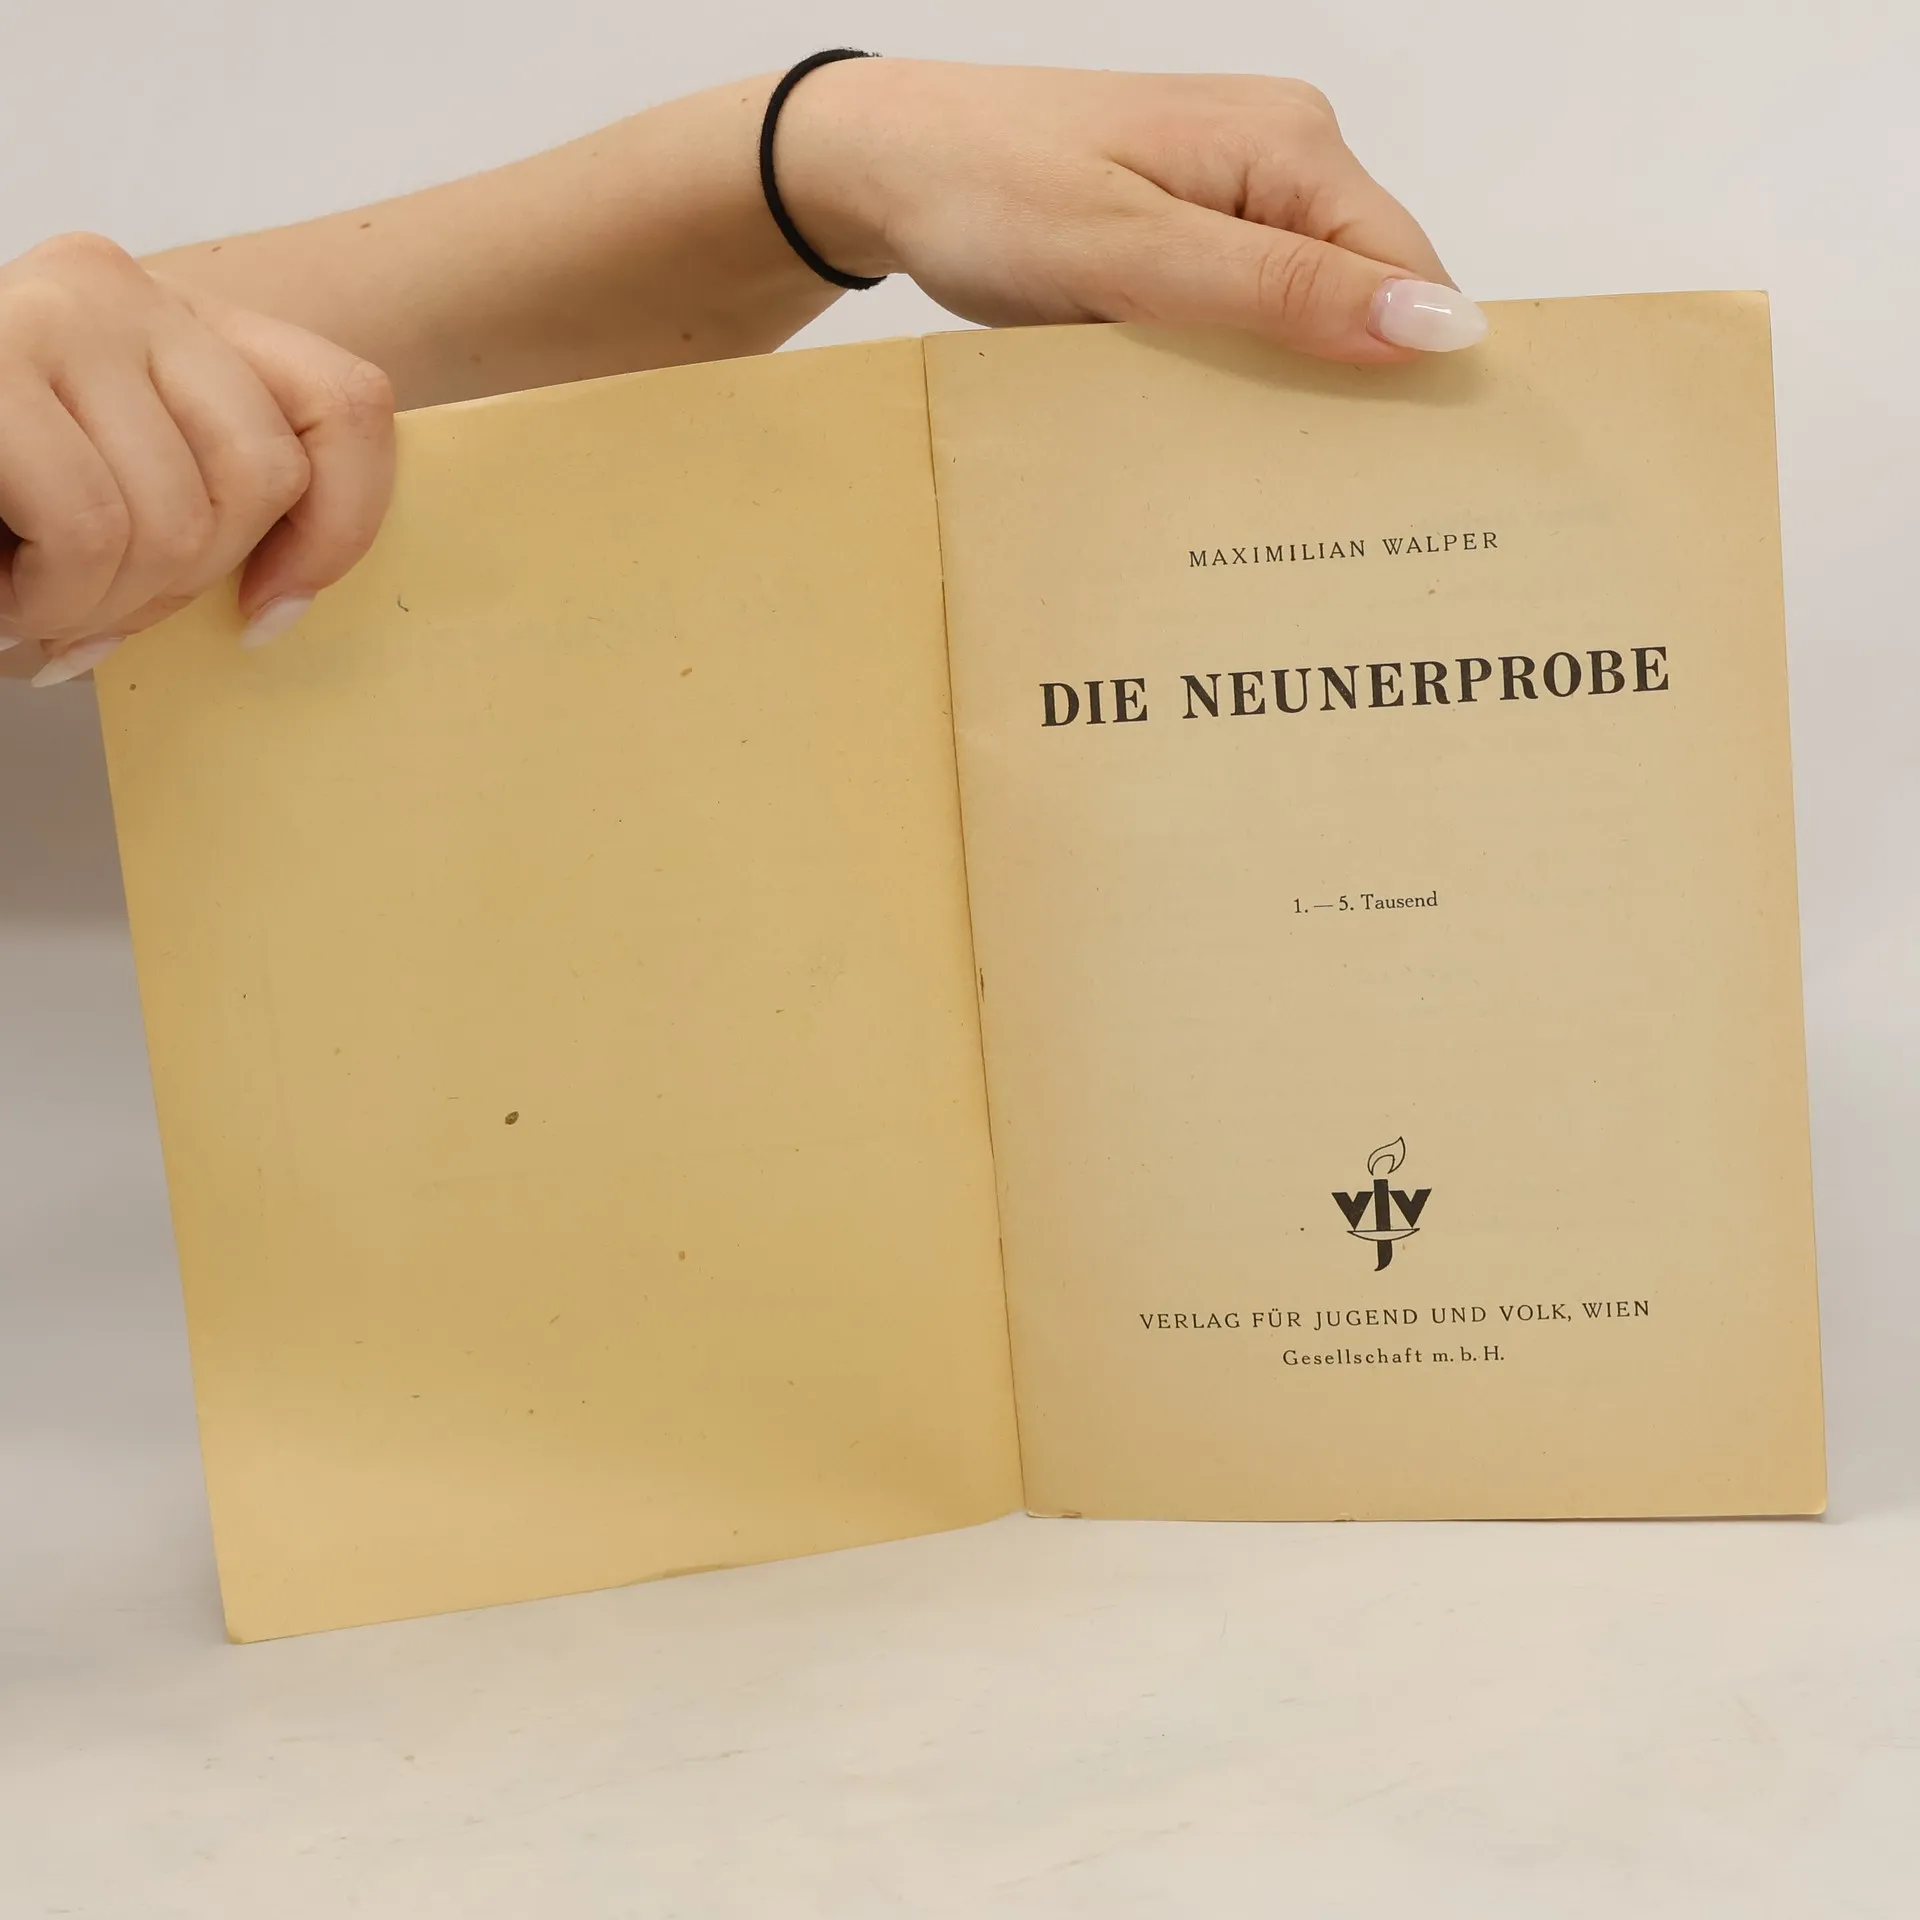 MAXIMILIAN WALPER
DIE NEUNERPROBE
1. — 5. Tausend
VJV
VERLAG FÜR JUGEND UND VOLK, WIEN
Gesellschaft m. b. H.